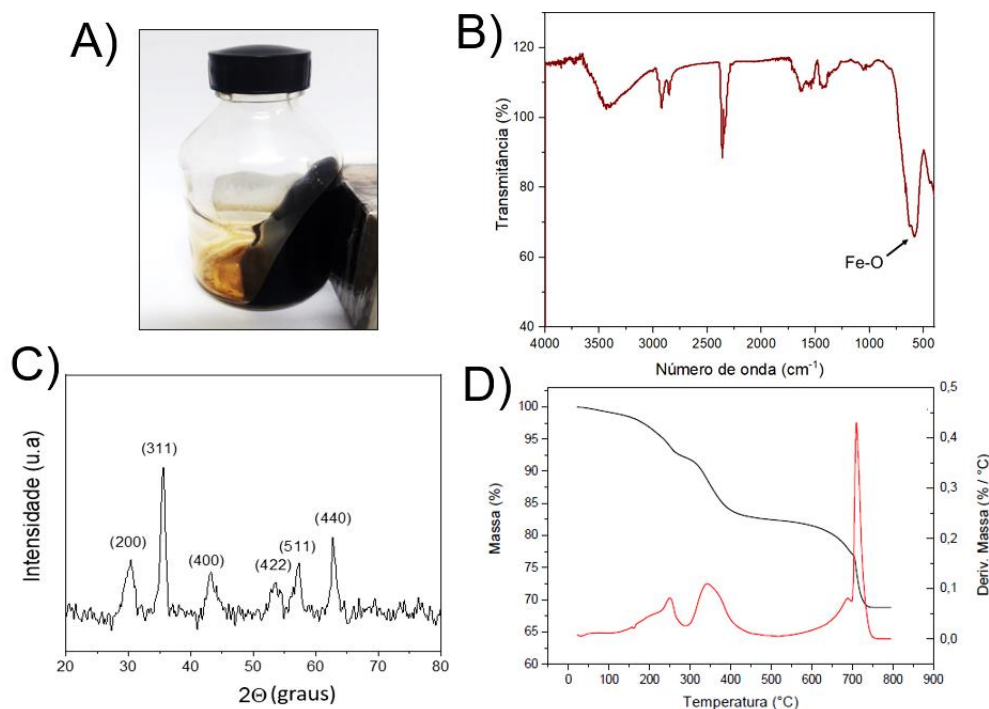 A)
B)
120
100
80
60
40
Transmitância (%)
Fe-O
4000 3500 3000 2500 2000 1500 1000 500
Número de onda (cm⁻¹)
C)
Intensidade (u.a)
(200)
(311)
(400)
(422)
(511)
(440)
20 30 40 50 60 70 80
2Θ (graus)
D)
100
95
90
85
80
75
70
65
60
Massa (%)
0,5
0,4
0,3
0,2
0,1
0,0
Deriv. Massa (% / °C)
0 100 200 300 400 500 600 700 800 900
Temperatura (°C)